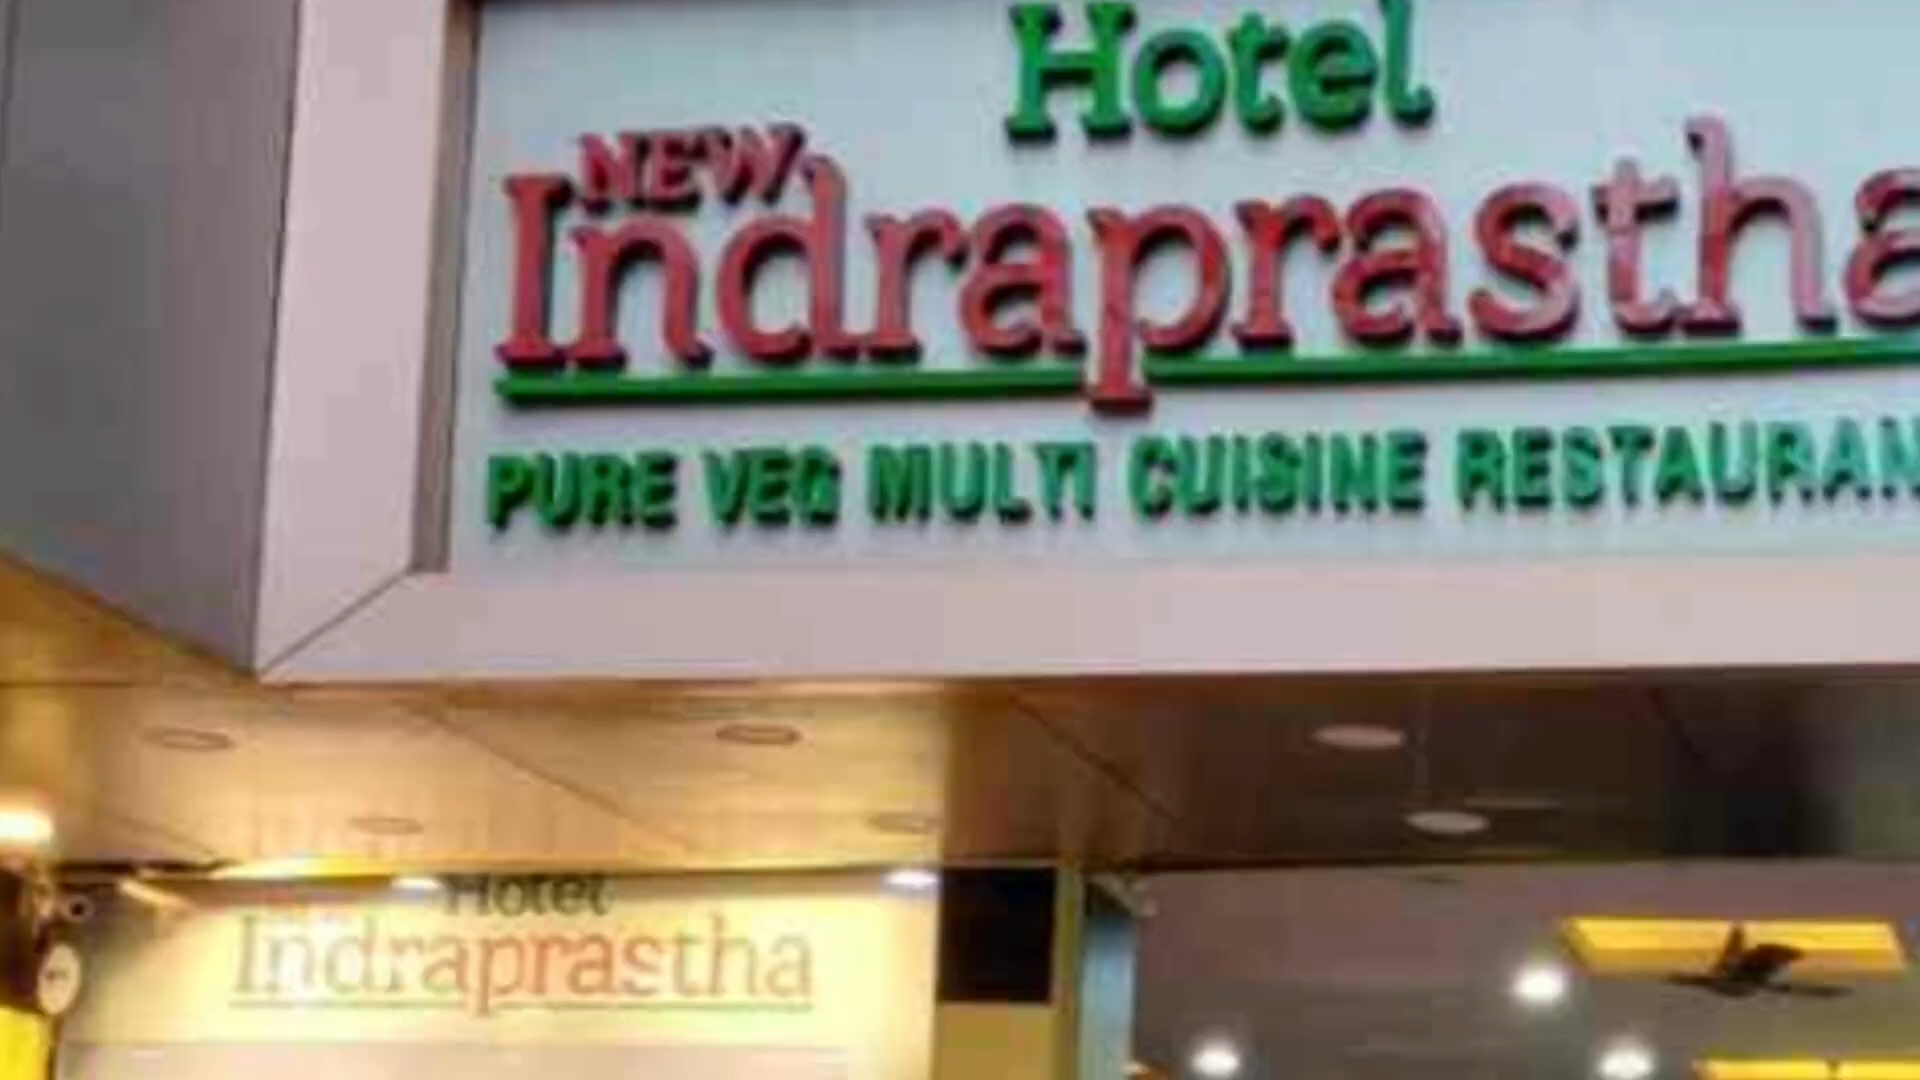 Hotel
NEW
Indraprastha
PURE VEG MULTI CUISINE RESTAURAN
Hotel
Indraprastha